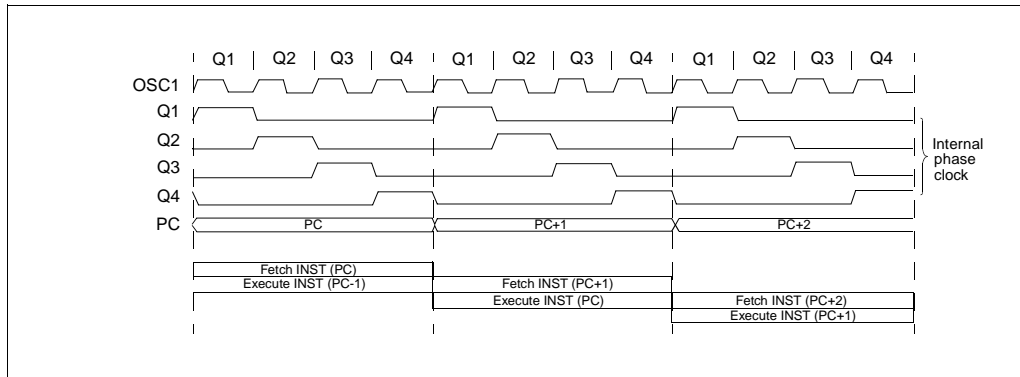 Q1 Q2 Q3 Q4 Q1 Q2 Q3 Q4 Q1 Q2 Q3 Q4
OSC1
Q1
Q2
Q3
Q4
PC
Internal
phase
clock
PC PC+1 PC+2
Fetch INST (PC)
Execute INST (PC-1) Fetch INST (PC+1)
Execute INST (PC) Fetch INST (PC+2)
Execute INST (PC+1)